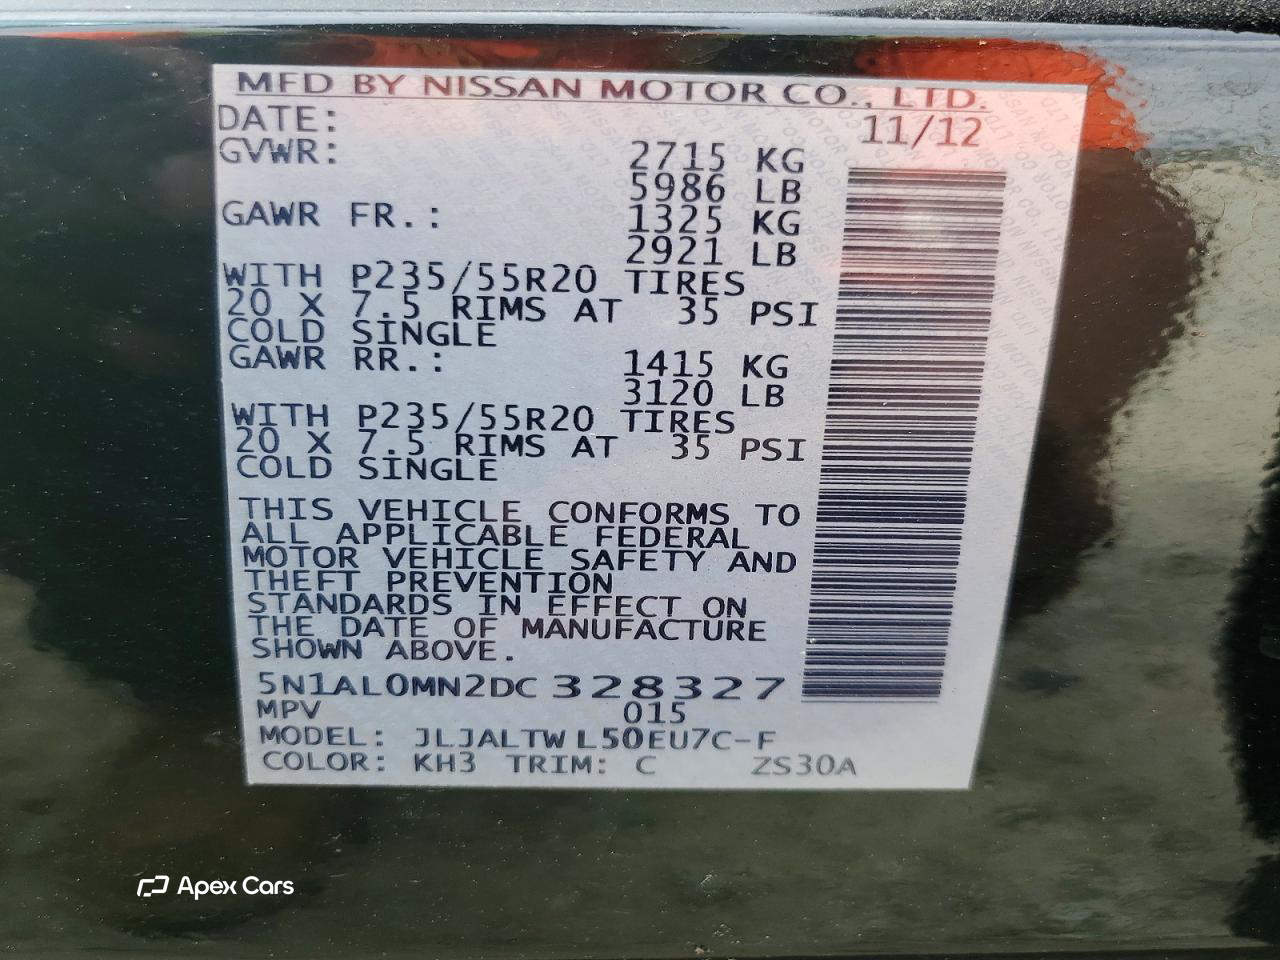 MFD BY NISSAN MOTOR CO., LTD.
DATE: 11/12
GVWR: 2715 KG
5986 LB
GAWR FR.: 1325 KG
2921 LB
WITH P235/55R20 TIRES
20 X 7.5 RIMS AT 35 PSI
COLD SINGLE
GAWR RR.: 1415 KG
3120 LB
WITH P235/55R20 TIRES
20 X 7.5 RIMS AT 35 PSI
COLD SINGLE
THIS VEHICLE CONFORMS TO
ALL APPLICABLE FEDERAL
MOTOR VEHICLE SAFETY AND
THEFT PREVENTION
STANDARDS IN EFFECT ON
THE DATE OF MANUFACTURE
SHOWN ABOVE.
5N1AL0MN2DC328327
MPV 015
MODEL: JLJALTWL50EU7C-F
COLOR: KH3 TRIM: C ZS30A
Apex Cars